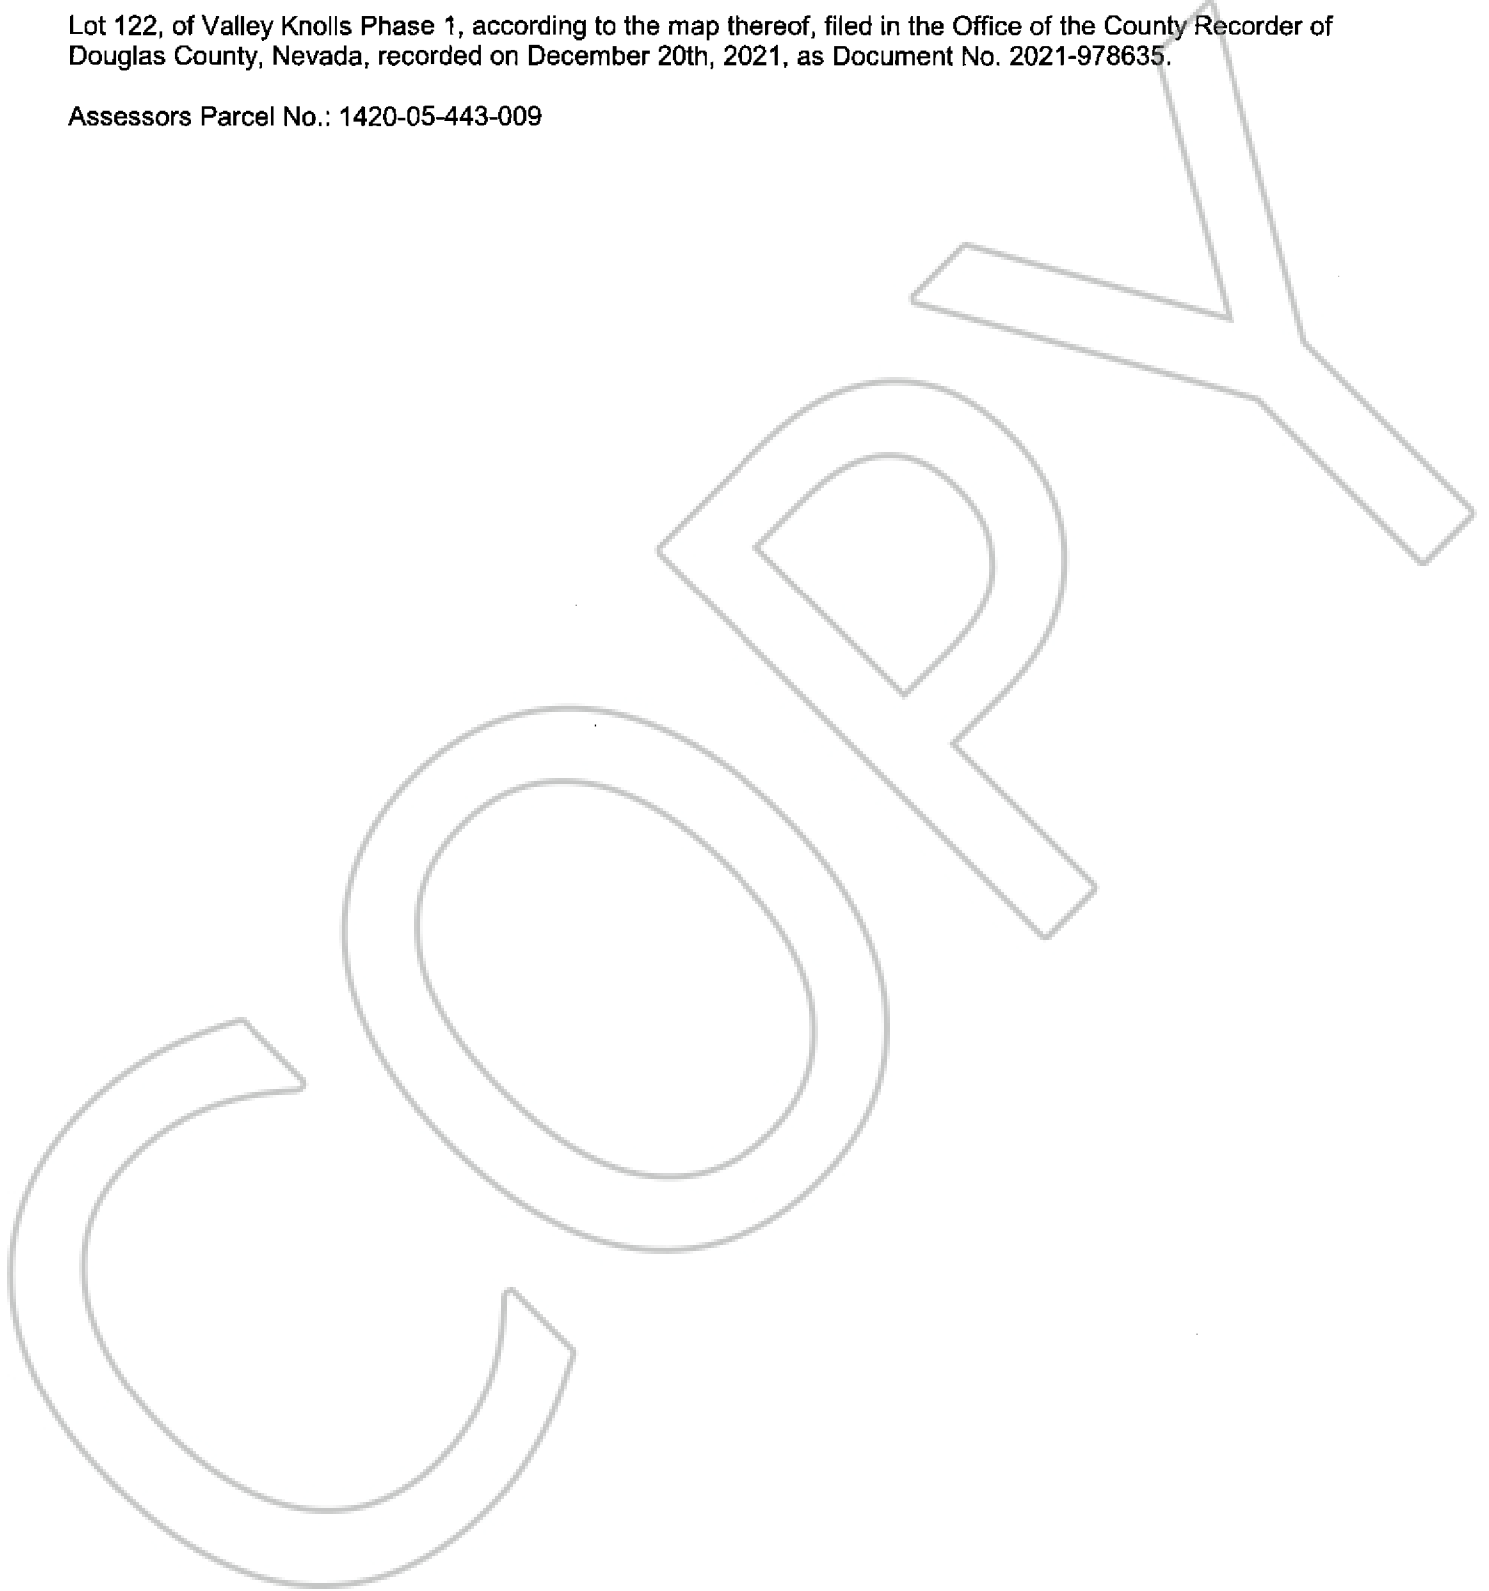 Lot 122, of Valley Knolls Phase 1, according to the map thereof, filed in the Office of the County Recorder of
Douglas County, Nevada, recorded on December 20th, 2021, as Document No. 2021-978635.
Assessors Parcel No.: 1420-05-443-009
COPY